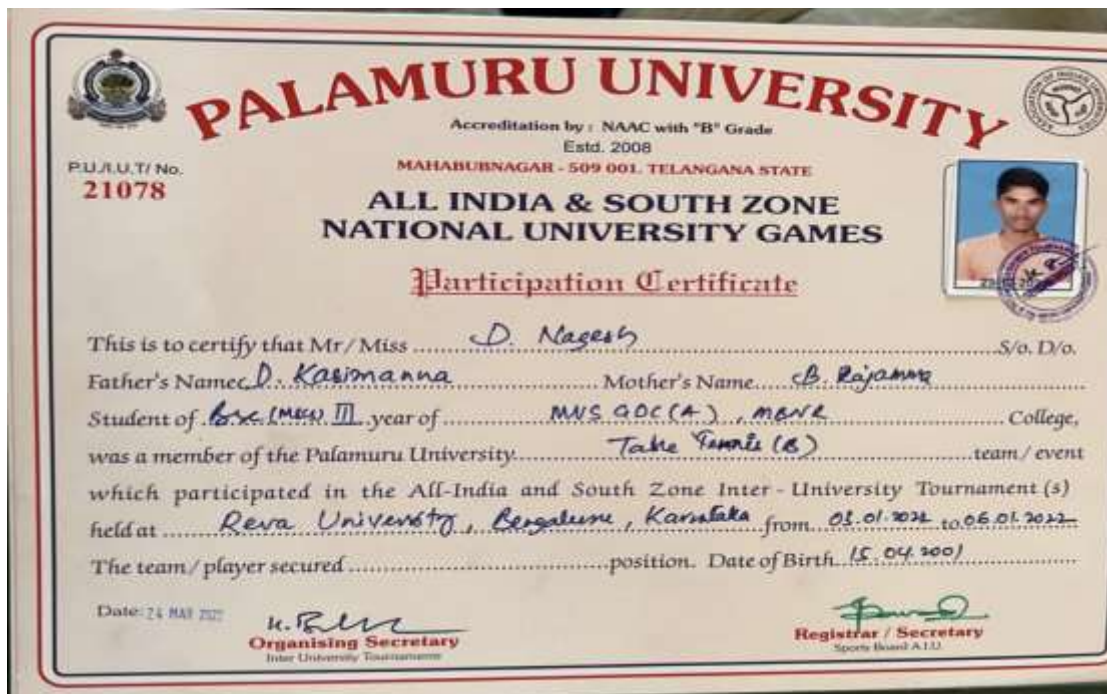 PALAMURU UNIVERSITY
Accreditation by : NAAC with "B" Grade
Estd. 2008
P.U./I.U.T/ No.
MAHABUBNAGAR - 509 001. TELANGANA STATE
21078
ALL INDIA & SOUTH ZONE
NATIONAL UNIVERSITY GAMES
Participation Certificate
This is to certify that Mr/ Miss D. Nagesh S/o. D/o.
Father's Name D. Kasimanna Mother's Name B. Rajamma
Student of B.Sc (MPCs) III year of MVS GDC (A), MBNR College,
was a member of the Palamuru University Table Tennis (B) team/ event
which participated in the All-India and South Zone Inter - University Tournament (s)
held at Reva University, Bengalure, Karnataka from 03.01.2022 to 06.01.2022
The team/ player secured position. Date of Birth 15.04.2001
Date: 24 MAR 2022
Organising Secretary
Inter University Tournaments
Registrar / Secretary
Sports Board A.I.U.